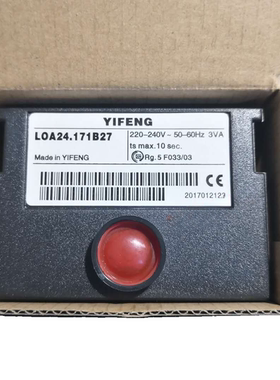 YIFENG
LOA24.171B27
220-240V - 50-60Hz 3VA
ts max.10 sec.
Made in YIFENG
Rg.5 F033/03
CE
2017012123